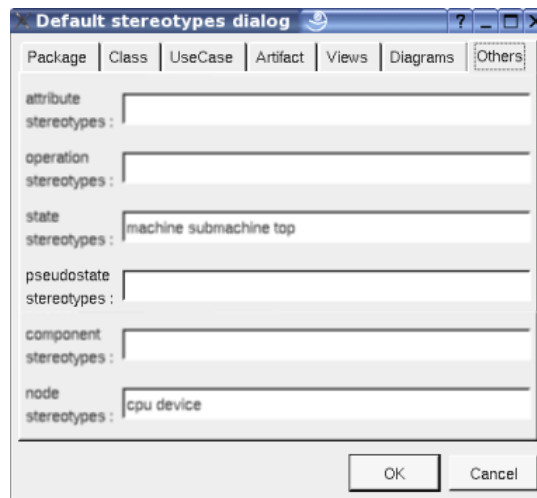 Default stereotypes dialog
Package Class UseCase Artifact Views Diagrams Others
attribute
stereotypes :
operation
stereotypes :
state
stereotypes :
machine submachine top
pseudostate
stereotypes :
component
stereotypes :
node
stereotypes :
cpu device
OK Cancel